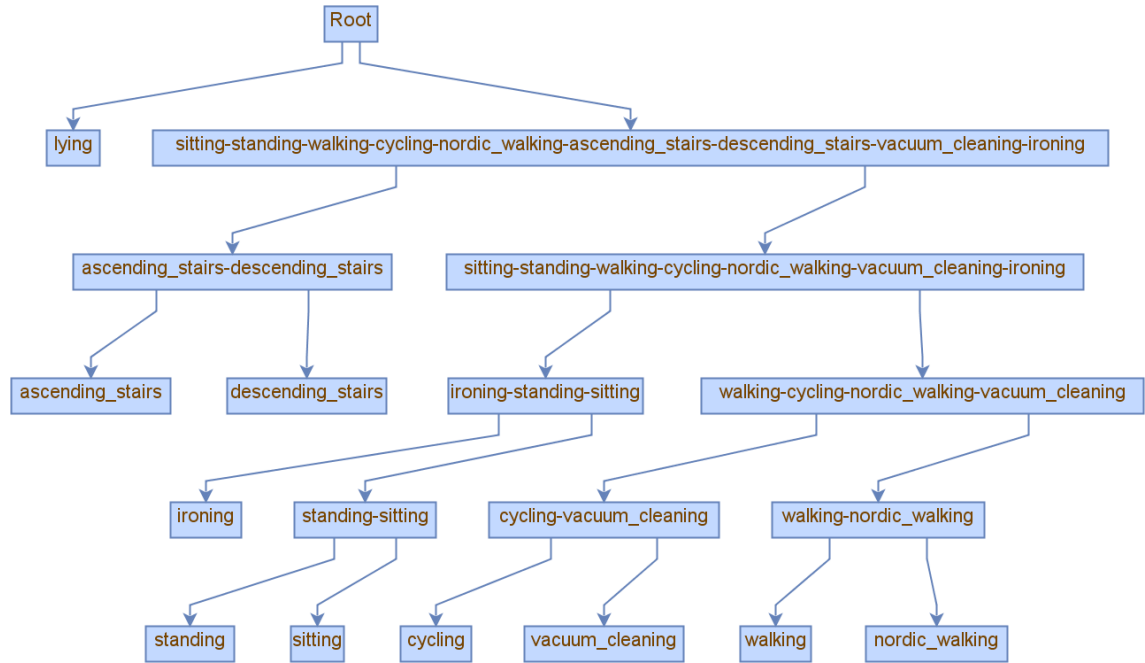 Root
lying
sitting-standing-walking-cycling-nordic_walking-ascending_stairs-descending_stairs-vacuum_cleaning-ironing
ascending_stairs-descending_stairs
sitting-standing-walking-cycling-nordic_walking-vacuum_cleaning-ironing
ascending_stairs
descending_stairs
ironing-standing-sitting
walking-cycling-nordic_walking-vacuum_cleaning
ironing
standing-sitting
cycling-vacuum_cleaning
walking-nordic_walking
standing
sitting
cycling
vacuum_cleaning
walking
nordic_walking